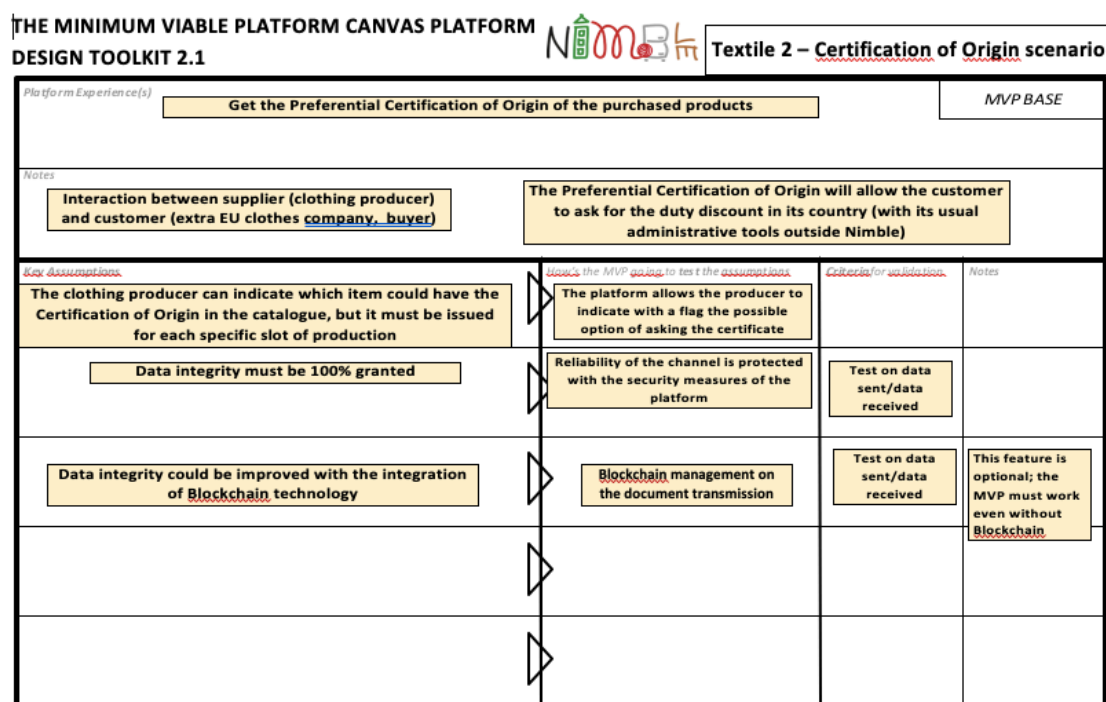 THE MINIMUM VIABLE PLATFORM CANVAS PLATFORM
DESIGN TOOLKIT 2.1
NIMBLE
Textile 2 – Certification of Origin scenario
Platform Experience(s)
Get the Preferential Certification of Origin of the purchased products
MVP BASE
Notes
Interaction between supplier (clothing producer)
and customer (extra EU clothes company, buyer)
The Preferential Certification of Origin will allow the customer
to ask for the duty discount in its country (with its usual
administrative tools outside Nimble)
Key Assumptions
How's the MVP going to test the assumptions
Criteria for validation
Notes
The clothing producer can indicate which item could have the
Certification of Origin in the catalogue, but it must be issued
for each specific slot of production
The platform allows the producer to
indicate with a flag the possible
option of asking the certificate
Data integrity must be 100% granted
Reliability of the channel is protected
with the security measures of the
platform
Test on data
sent/data
received
Data integrity could be improved with the integration
of Blockchain technology
Blockchain management on
the document transmission
Test on data
sent/data
received
This feature is
optional; the
MVP must work
even without
Blockchain